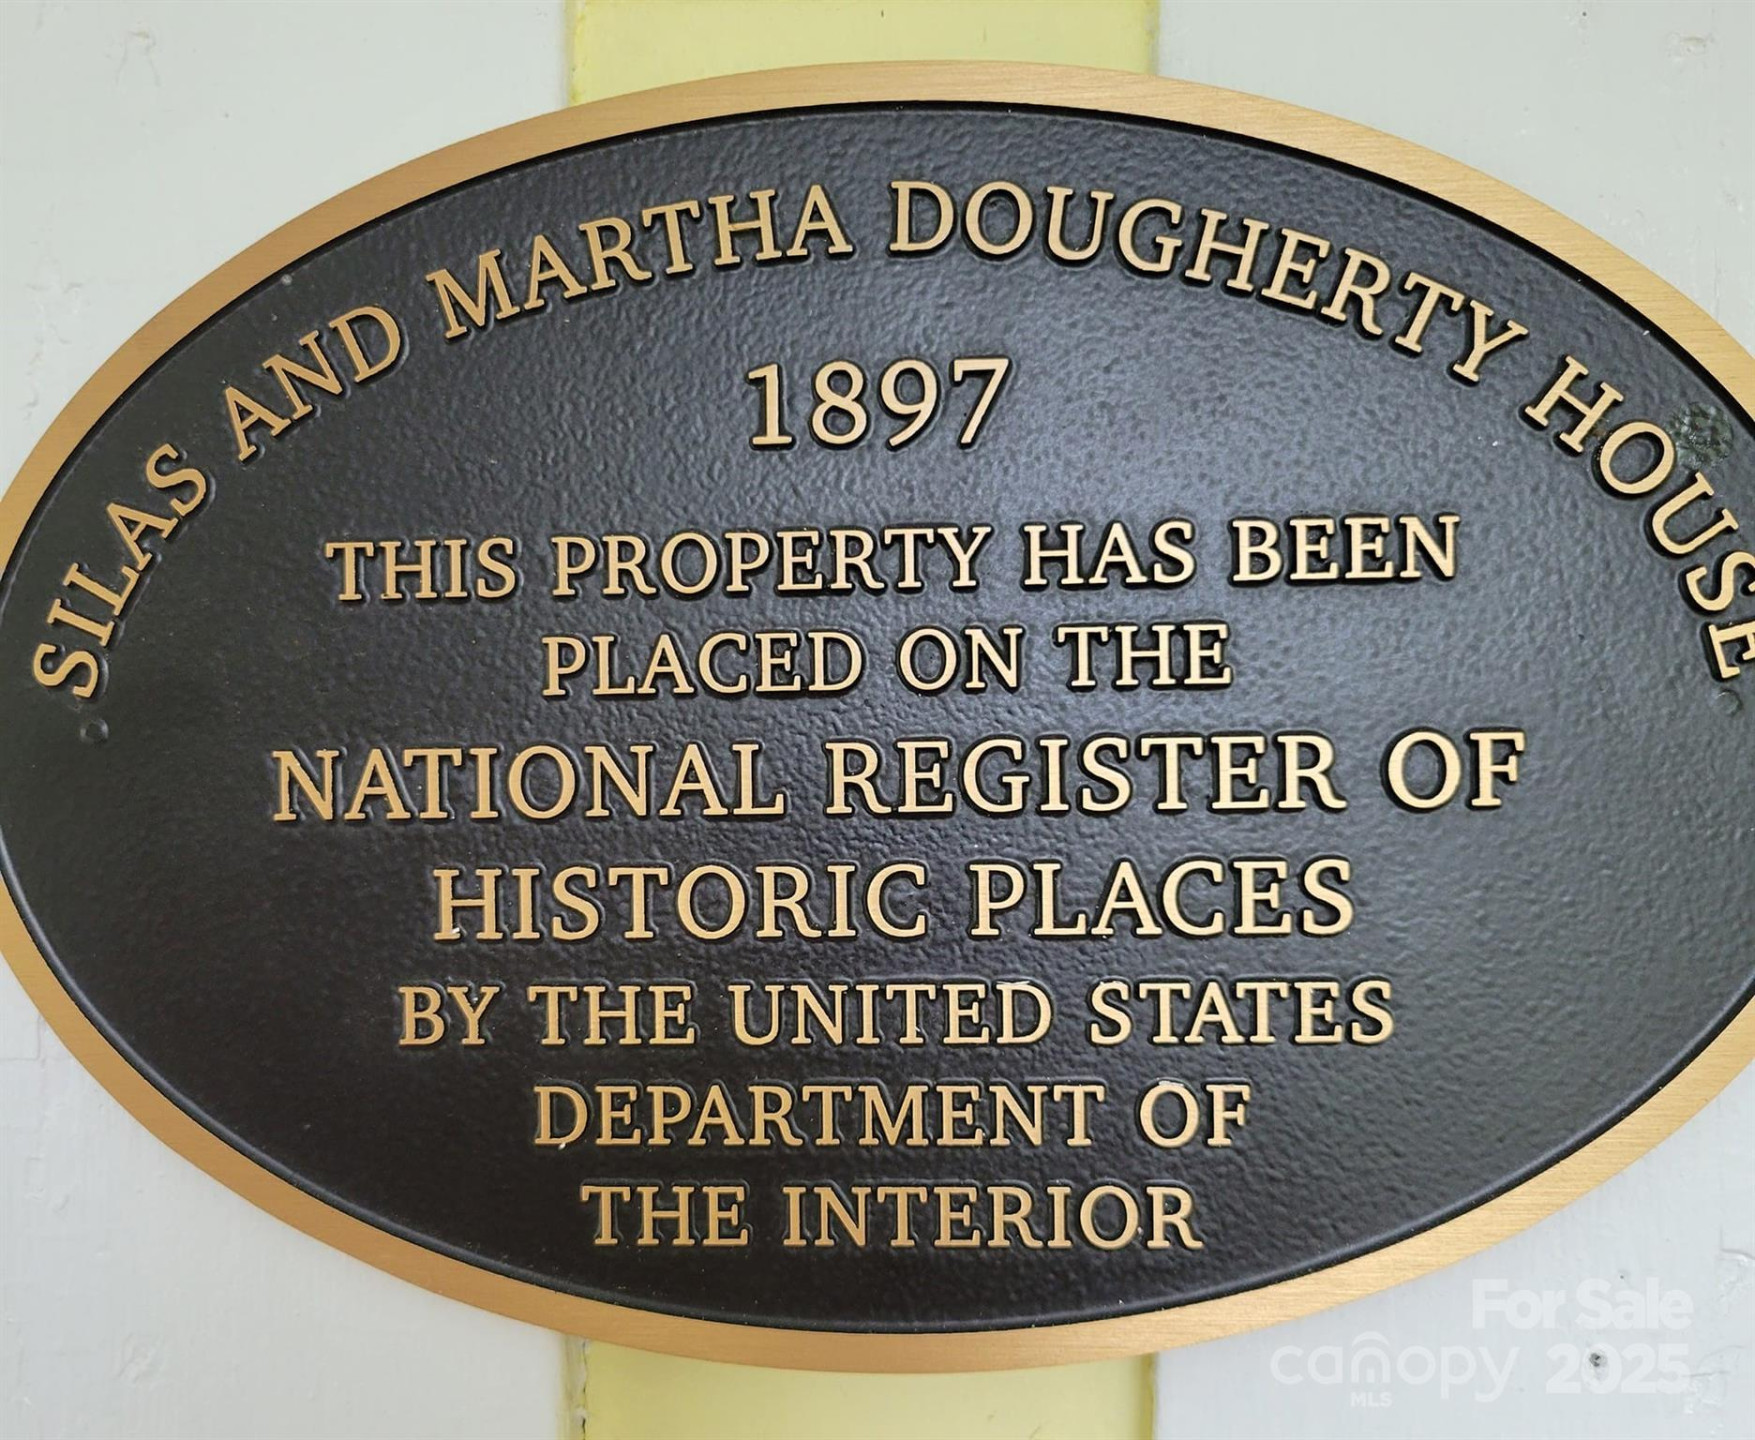 SILAS AND MARTHA DOUGHERTY HOUSE
1897
THIS PROPERTY HAS BEEN
PLACED ON THE
NATIONAL REGISTER OF
HISTORIC PLACES
BY THE UNITED STATES
DEPARTMENT OF
THE INTERIOR
For Sale
canopy 2025
MLS